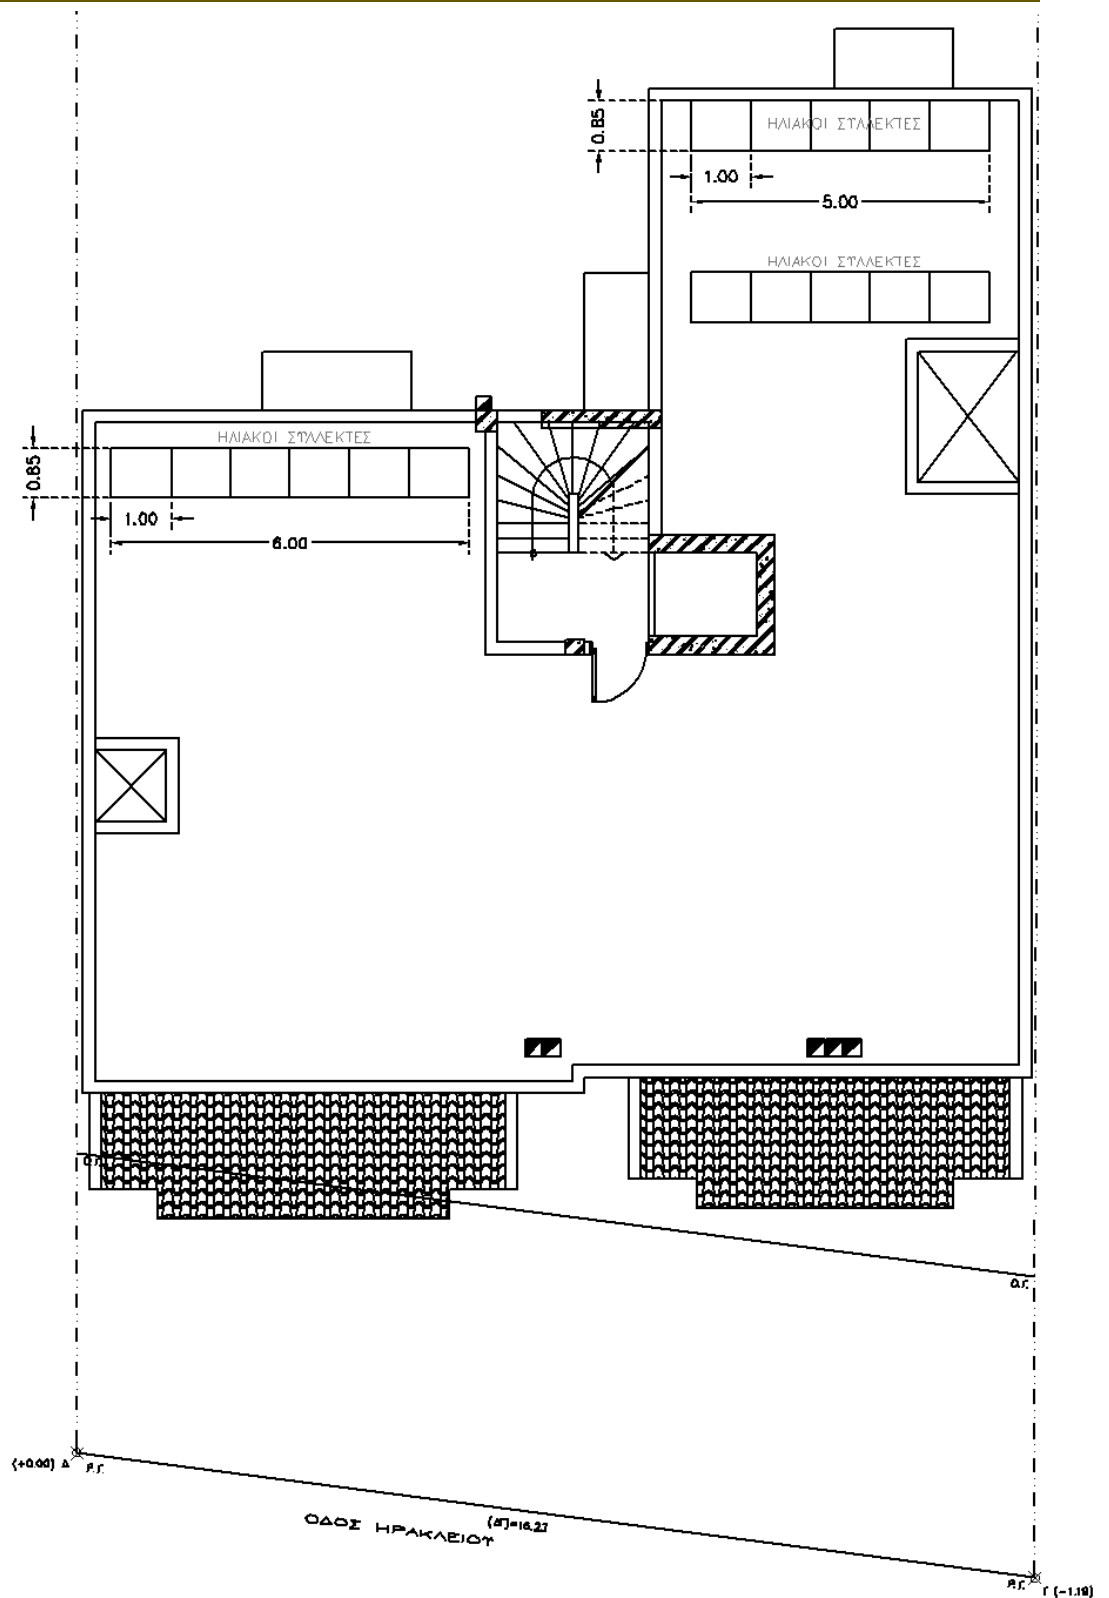 ΗΛΙΑΚΟΙ ΣΥΛΛΕΚΤΕΣ
0.85
1.00
5.00
ΗΛΙΑΚΟΙ ΣΥΛΛΕΚΤΕΣ
ΗΛΙΑΚΟΙ ΣΥΛΛΕΚΤΕΣ
0.85
1.00
6.00
Ο.Γ.
Ο.Γ.
(+0.00) Δ
Ρ.Γ.
ΟΔΟΣ ΗΡΑΚΛΕΙΟΥ
(ΔΓ)=16.27
Ρ.Γ.
Γ (-1.19)